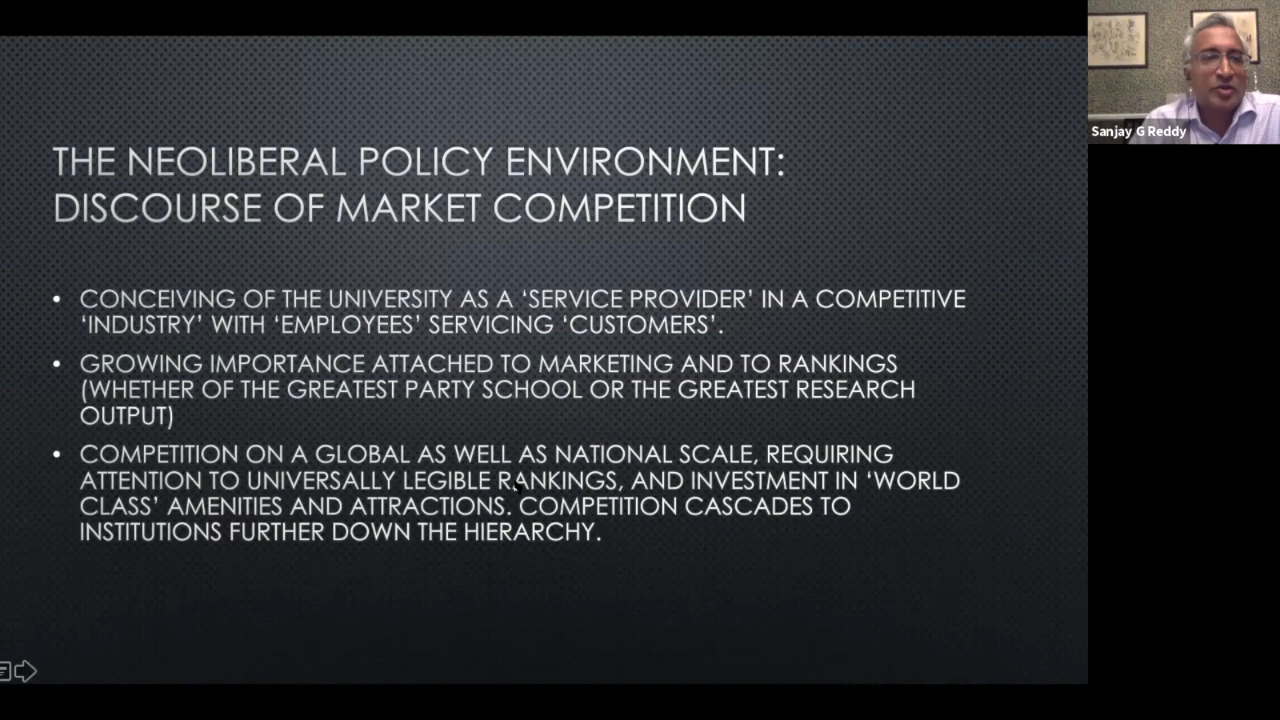 THE NEOLIBERAL POLICY ENVIRONMENT:
DISCOURSE OF MARKET COMPETITION
• CONCEIVING OF THE UNIVERSITY AS A ‘SERVICE PROVIDER’ IN A COMPETITIVE
‘INDUSTRY’ WITH ‘EMPLOYEES’ SERVICING ‘CUSTOMERS’.
• GROWING IMPORTANCE ATTACHED TO MARKETING AND TO RANKINGS
(WHETHER OF THE GREATEST PARTY SCHOOL OR THE GREATEST RESEARCH
OUTPUT)
• COMPETITION ON A GLOBAL AS WELL AS NATIONAL SCALE, REQUIRING
ATTENTION TO UNIVERSALLY LEGIBLE RANKINGS, AND INVESTMENT IN ‘WORLD
CLASS’ AMENITIES AND ATTRACTIONS. COMPETITION CASCADES TO
INSTITUTIONS FURTHER DOWN THE HIERARCHY.
Sanjay G Reddy